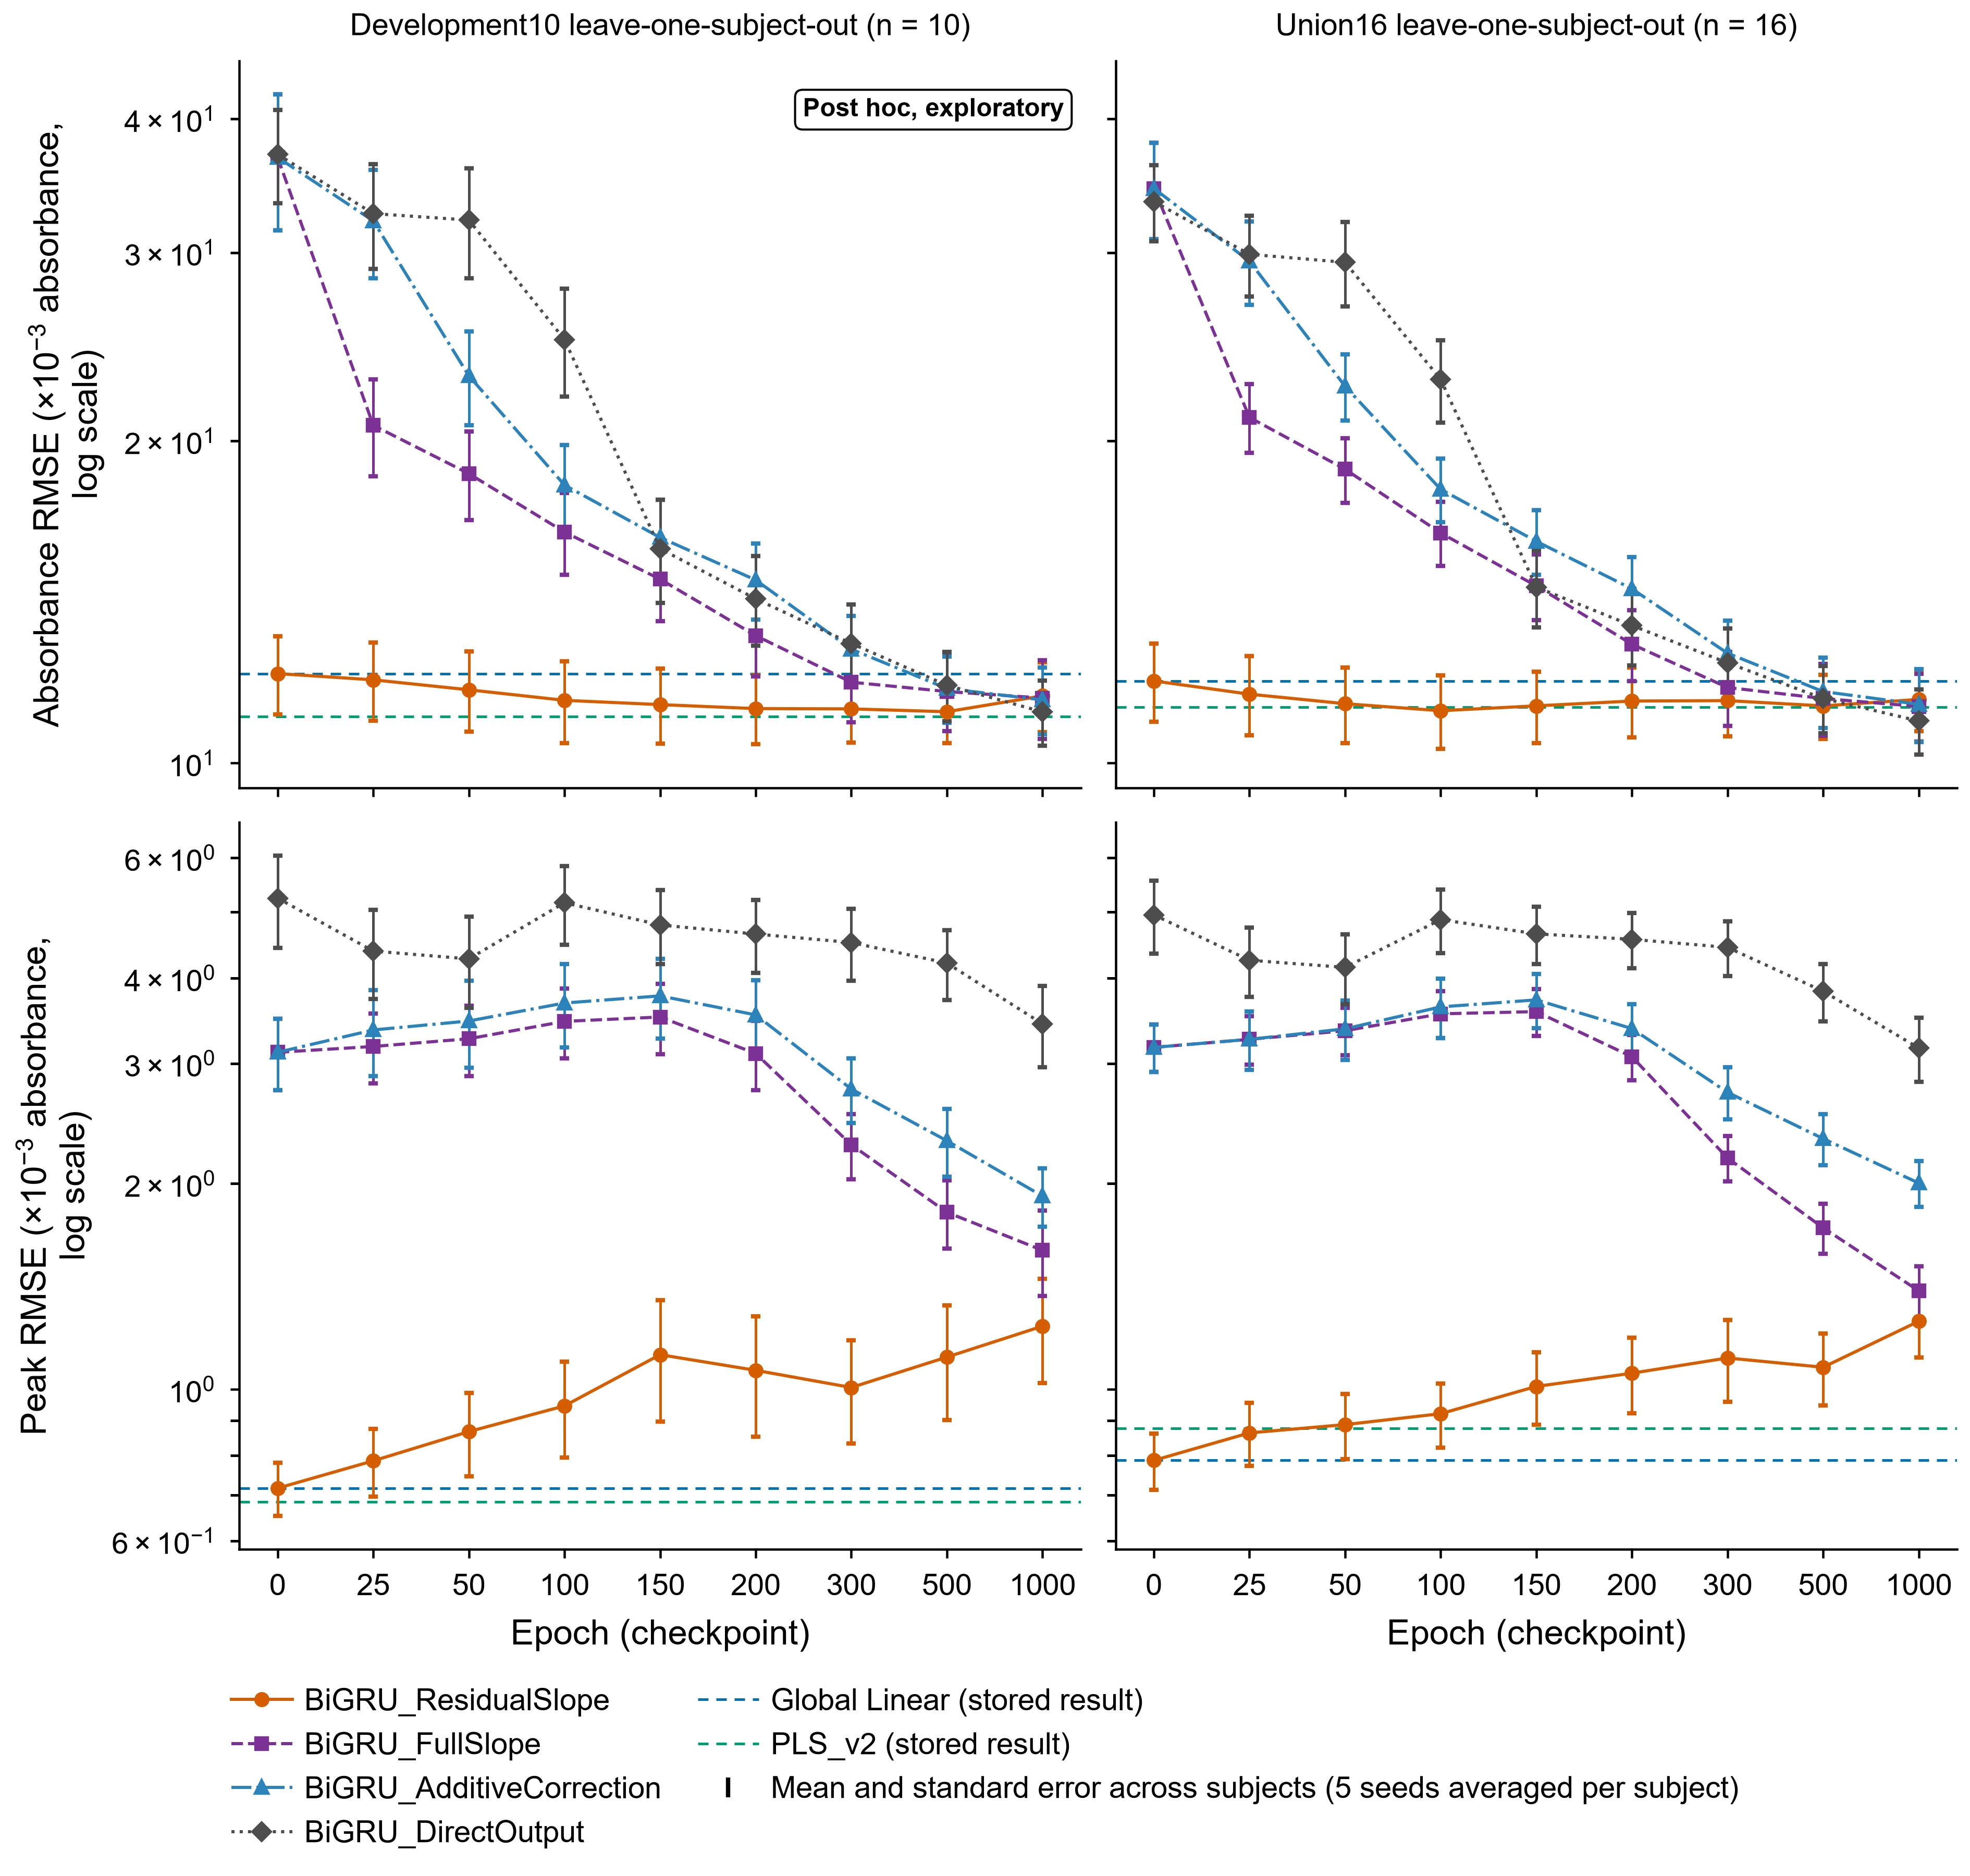 Development10 leave-one-subject-out (n = 10)
Union16 leave-one-subject-out (n = 16)
Post hoc, exploratory
Absorbance RMSE (×10⁻³ absorbance,
log scale)
4 × 10¹
3 × 10¹
2 × 10¹
10¹
Peak RMSE (×10⁻³ absorbance,
log scale)
6 × 10⁰
4 × 10⁰
3 × 10⁰
2 × 10⁰
10⁰
6 × 10⁻¹
0 25 50 100 150 200 300 500 1000
0 25 50 100 150 200 300 500 1000
Epoch (checkpoint)
Epoch (checkpoint)
BiGRU_ResidualSlope
BiGRU_FullSlope
BiGRU_AdditiveCorrection
BiGRU_DirectOutput
Global Linear (stored result)
PLS_v2 (stored result)
Mean and standard error across subjects (5 seeds averaged per subject)